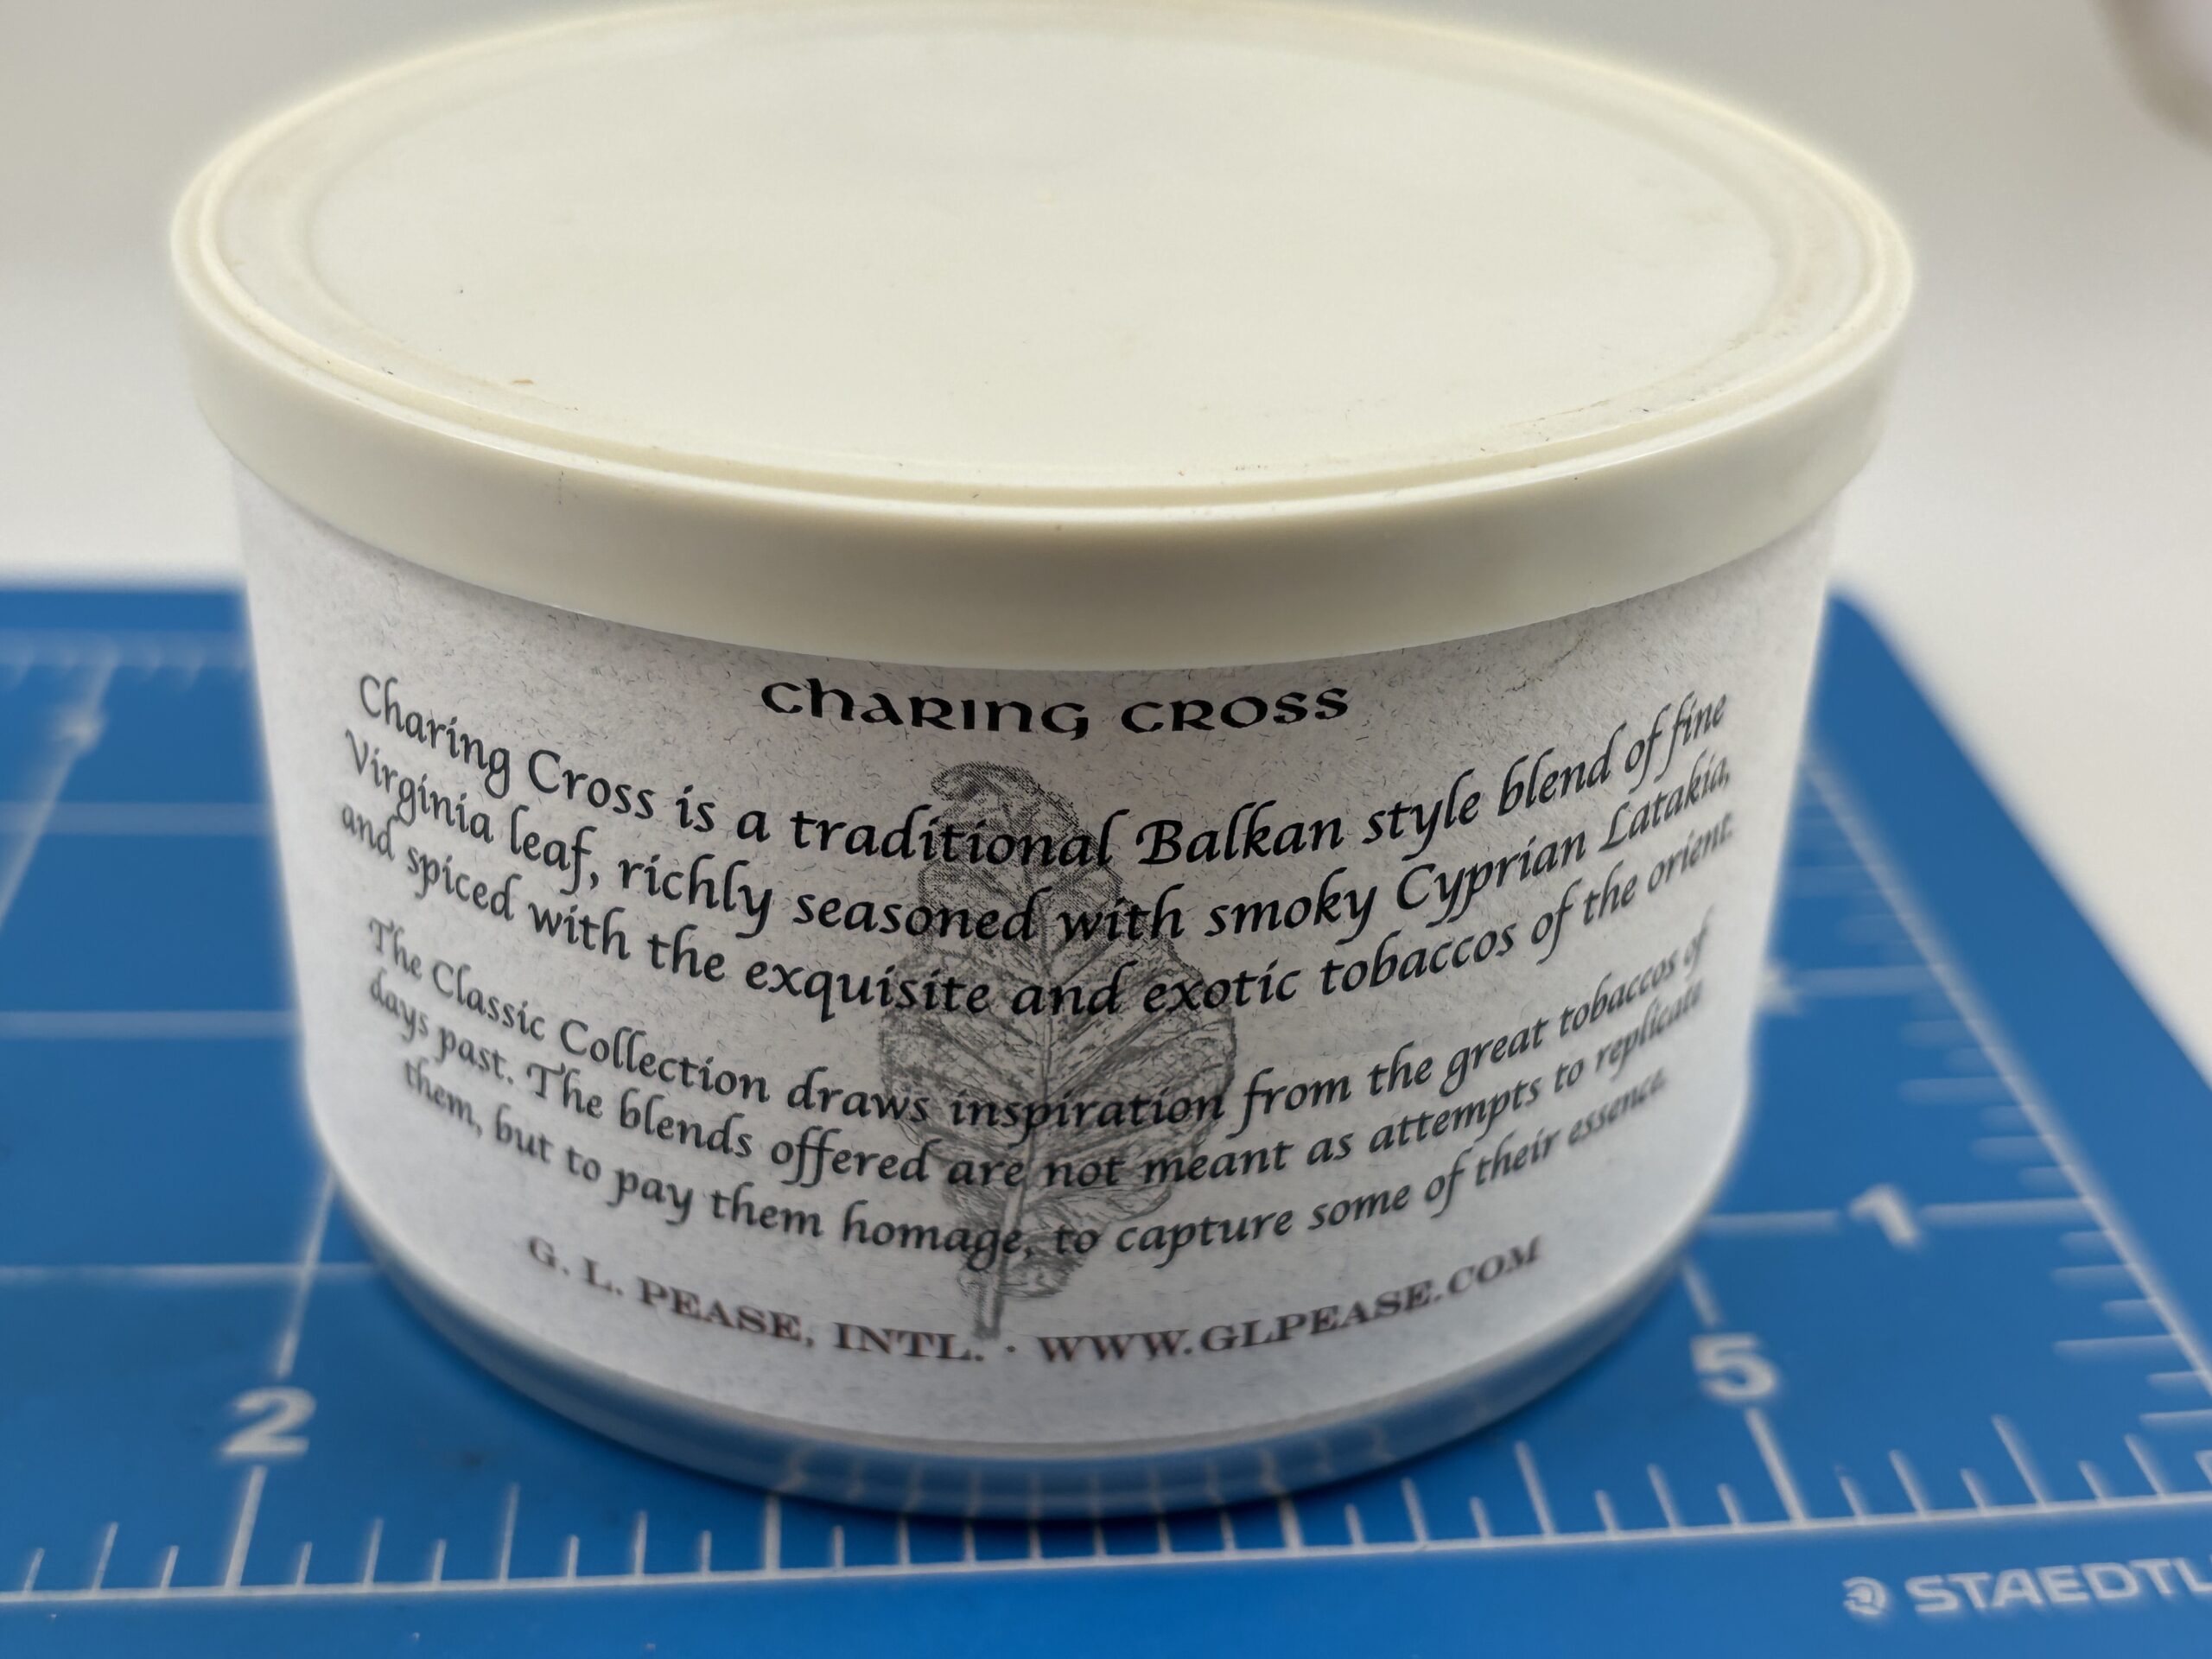 CHARING CROSS
Charing Cross is a traditional Balkan style blend of fine
Virginia leaf, richly seasoned with smoky Cyprian Latakia,
and spiced with the exquisite and exotic tobaccos of the orient.
The Classic Collection draws inspiration from the great tobaccos of
days past. The blends offered are not meant as attempts to replicate
them, but to pay them homage, to capture some of their essence.
G. L. PEASE, INTL. · WWW.GLPEASE.COM
1
2
5